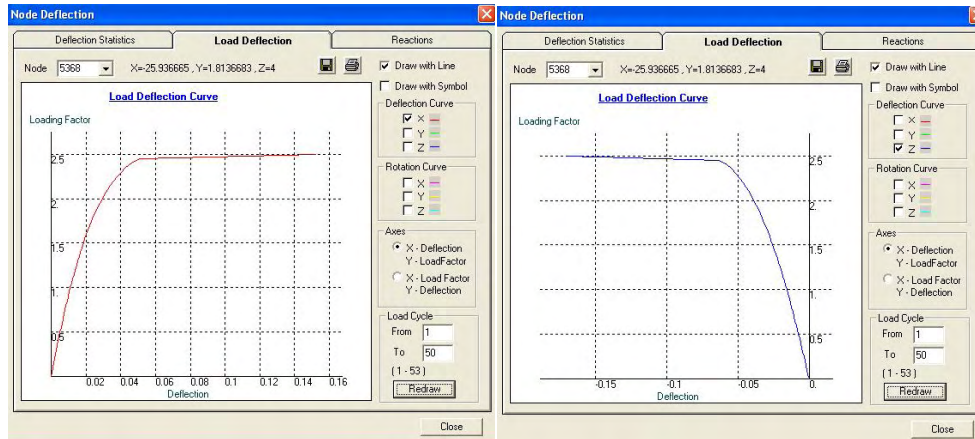 Node Deflection
Deflection Statistics
Load Deflection
Reactions
Node 5368 X=-25.936665 , Y=1.8136683 , Z=4
Draw with Line
Draw with Symbol
Load Deflection Curve
Loading Factor
2.5
2.
1.5
1.
0.5
0.02 0.04 0.06 0.08 0.1 0.12 0.14 0.16
Deflection
Deflection Curve
X
Y
Z
Rotation Curve
X
Y
Z
Axes
X - Deflection
Y - LoadFactor
X - Load Factor
Y - Deflection
Load Cycle
From 1
To 50
( 1 - 53 )
Redraw
Close
Node Deflection
Deflection Statistics
Load Deflection
Reactions
Node 5368 X=-25.936665 , Y=1.8136683 , Z=4
Draw with Line
Draw with Symbol
Load Deflection Curve
Loading Factor
2.5
2.
1.5
1.
0.5
-0.15 -0.1 -0.05 0.
Deflection
Deflection Curve
X
Y
Z
Rotation Curve
X
Y
Z
Axes
X - Deflection
Y - LoadFactor
X - Load Factor
Y - Deflection
Load Cycle
From 1
To 50
( 1 - 53 )
Redraw
Close